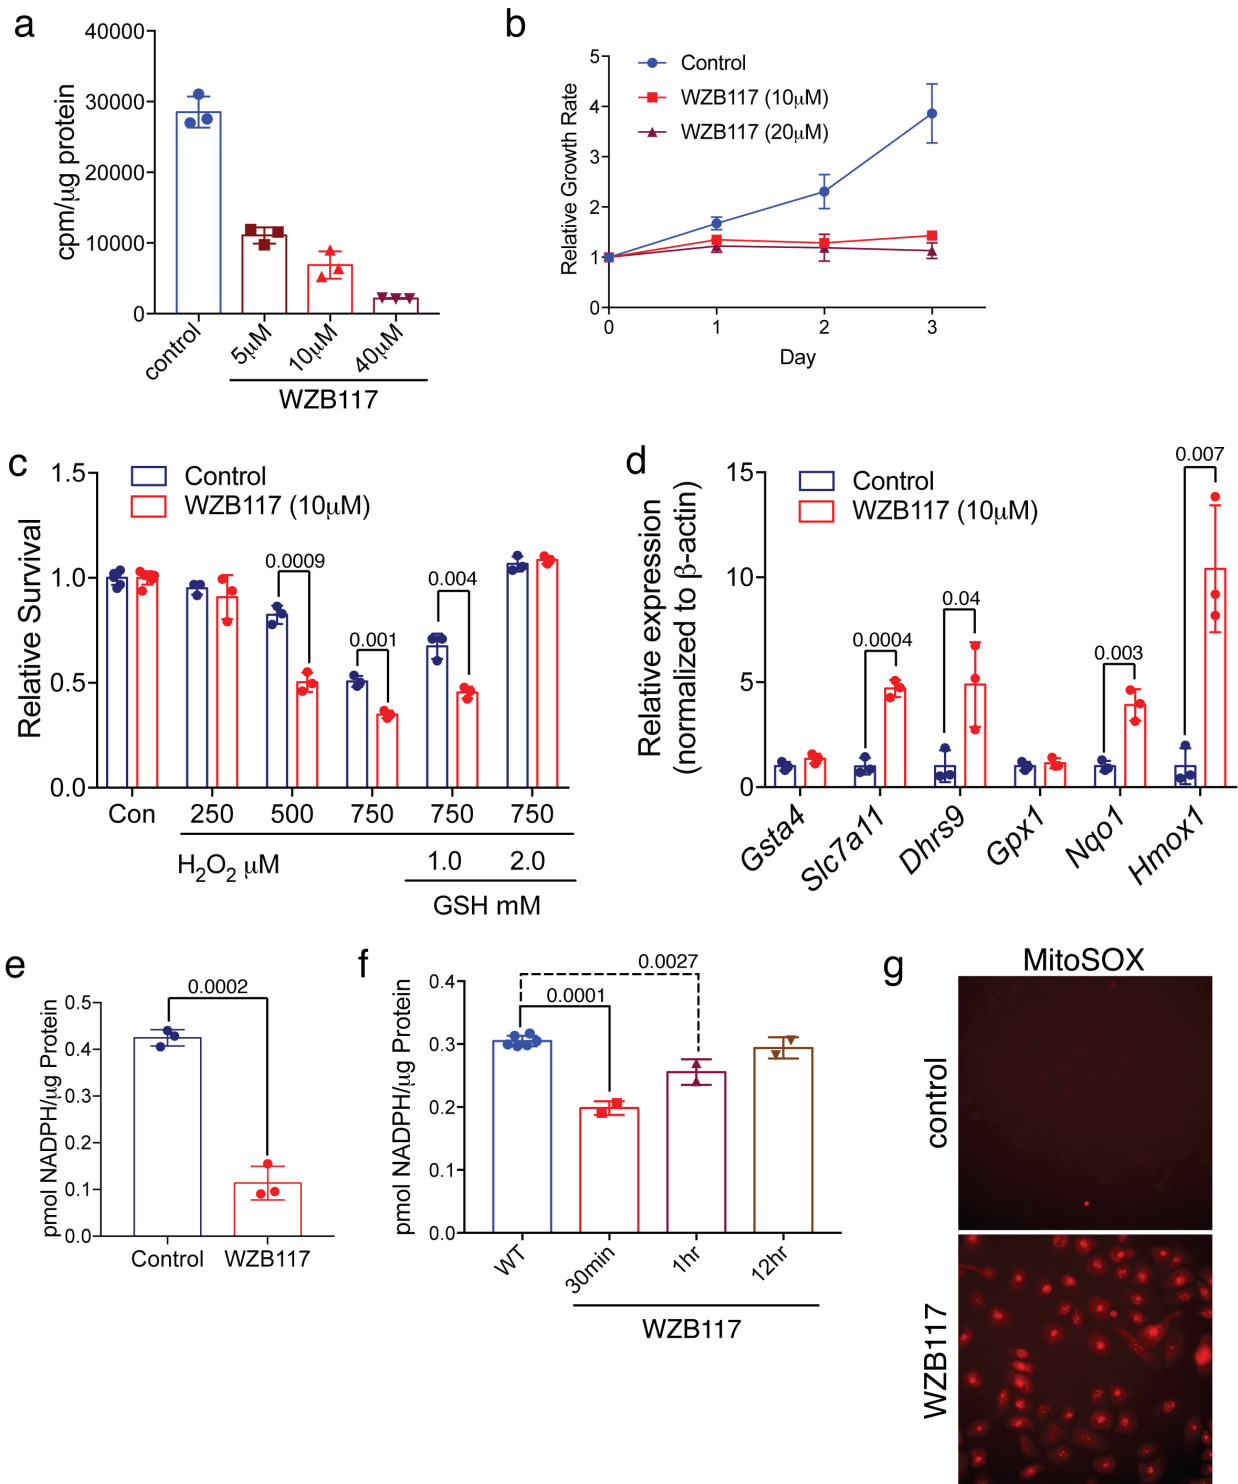 a
cpm/μg protein
40000
30000
20000
10000
0
control
5μM
10μM
40μM
WZB117
b
Relative Growth Rate
5
4
3
2
1
0
Control
WZB117 (10μM)
WZB117 (20μM)
0 1 2 3
Day
c
Relative Survival
1.5
1.0
0.5
0.0
Control
WZB117 (10μM)
0.0009
0.001
0.004
Con 250 500 750 750 750
H2O2 μM
1.0 2.0
GSH mM
d
Relative expression
(normalized to β-actin)
15
10
5
0
Control
WZB117 (10μM)
0.0004
0.04
0.003
0.007
Gsta4
Slc7a11
Dhrs9
Gpx1
Nqo1
Hmox1
e
pmol NADPH/μg Protein
0.5
0.4
0.3
0.2
0.1
0.0
0.0002
Control WZB117
f
pmol NADPH/μg Protein
0.4
0.3
0.2
0.1
0.0
0.0027
0.0001
WT
30min
1hr
12hr
WZB117
g
MitoSOX
control
WZB117